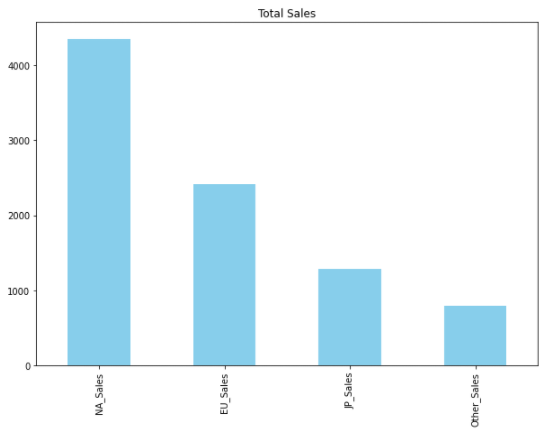 Total Sales
4000
3000
2000
1000
0
NA_Sales
EU_Sales
JP_Sales
Other_Sales